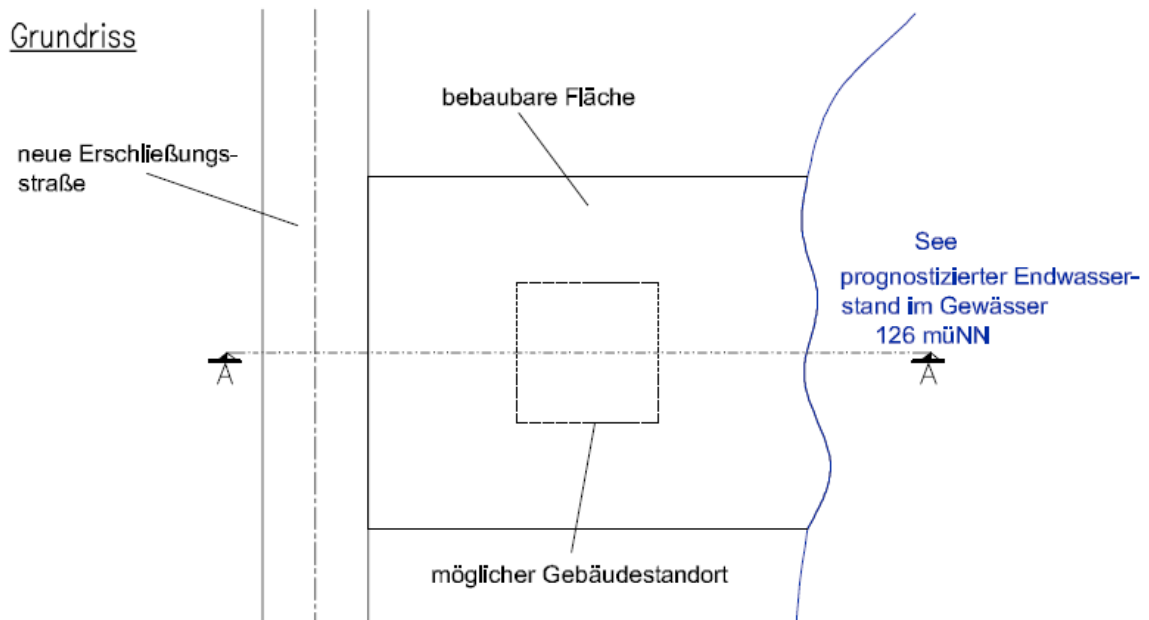 Grundriss
bebaubare Fläche
neue Erschließungs-
straße
See
prognostizierter Endwasser-
stand im Gewässer
126 müNN
A
A
möglicher Gebäudestandort